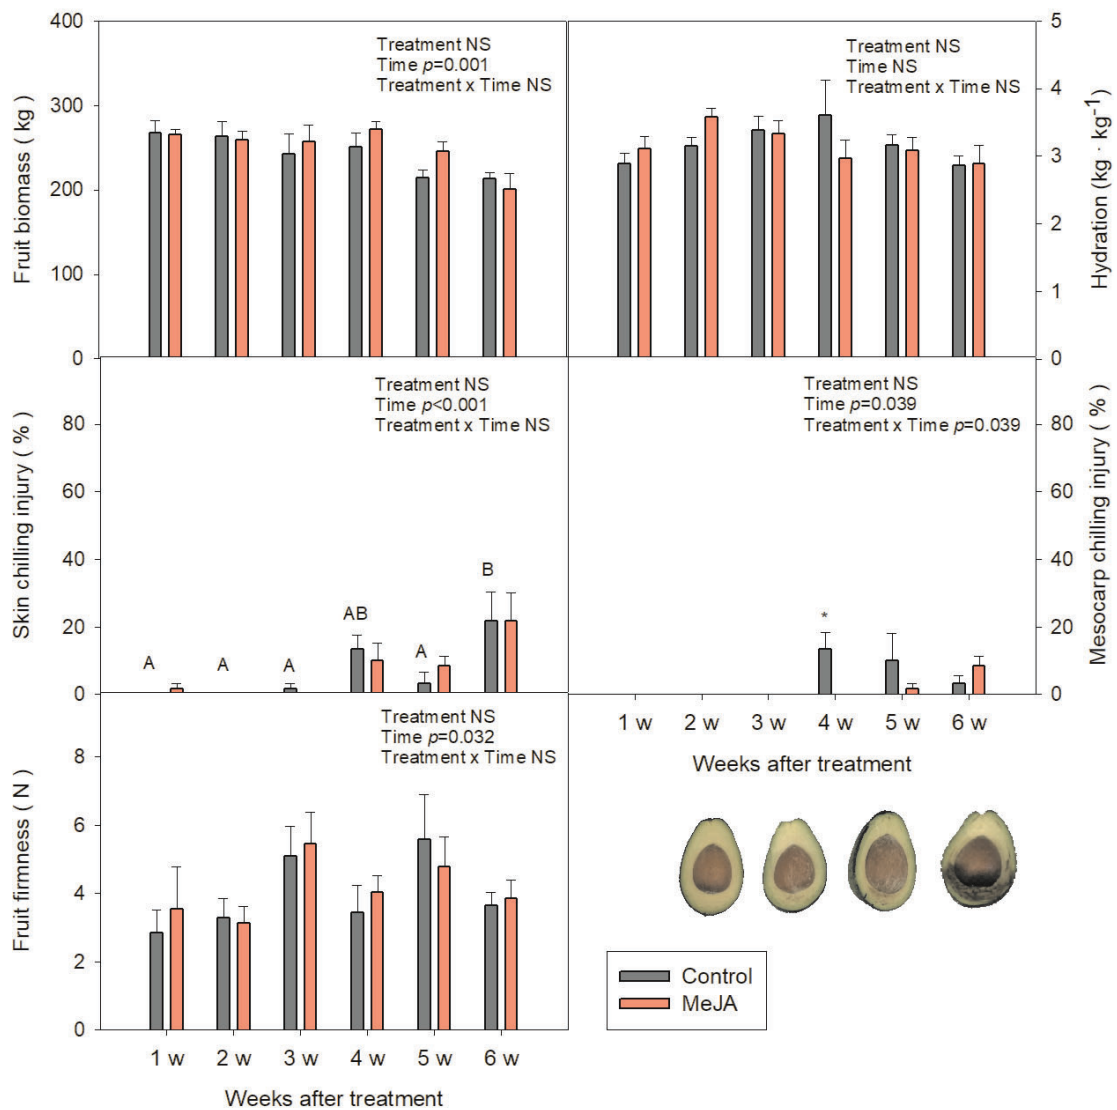 400
300
200
100
0
Fruit biomass ( kg )
Treatment NS
Time p=0.001
Treatment x Time NS
Treatment NS
Time NS
Treatment x Time NS
5
4
3
2
1
0
Hydration (kg · kg-1)
80
60
40
20
0
Skin chilling injury ( % )
Treatment NS
Time p<0.001
Treatment x Time NS
A
A
A
AB
A
B
Treatment NS
Time p=0.039
Treatment x Time p=0.039
*
80
60
40
20
0
Mesocarp chilling injury ( % )
1 w 2 w 3 w 4 w 5 w 6 w
Weeks after treatment
8
6
4
2
0
Fruit firmness ( N )
Treatment NS
Time p=0.032
Treatment x Time NS
1 w 2 w 3 w 4 w 5 w 6 w
Weeks after treatment
Control
MeJA